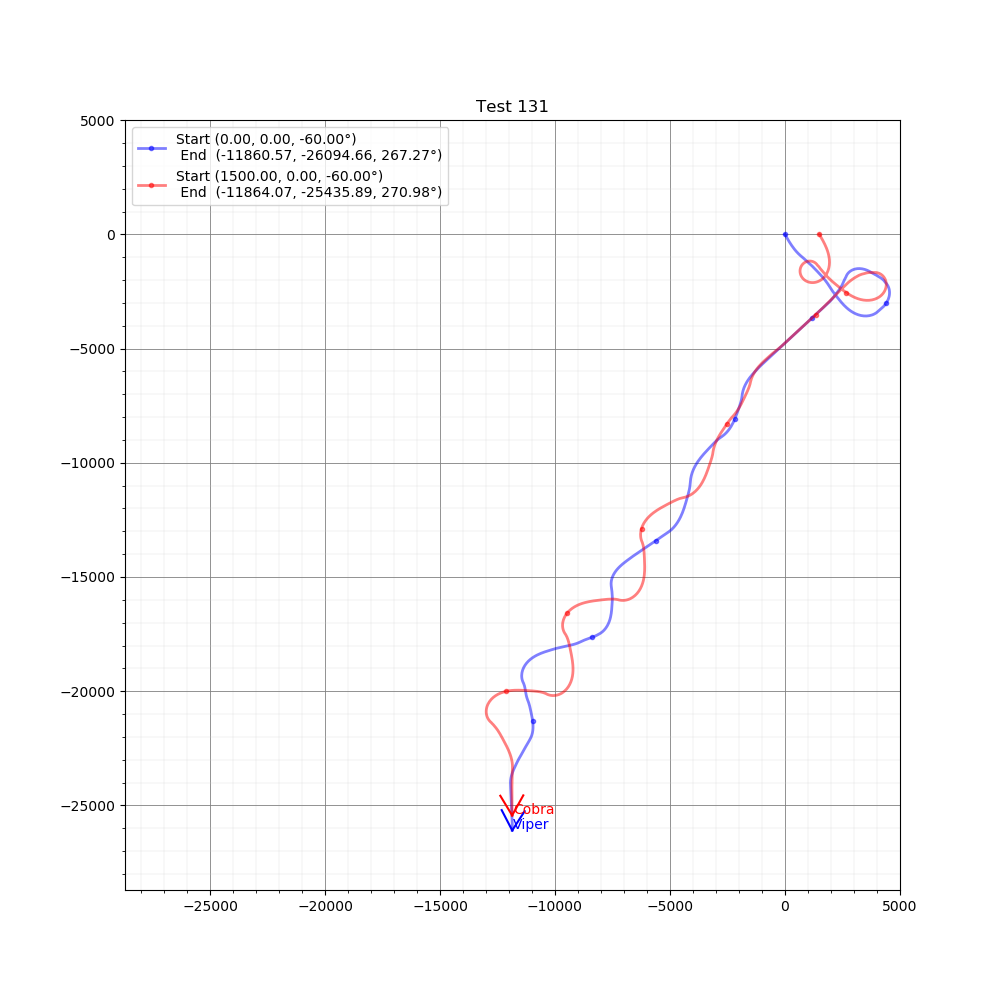 Test 131
Start (0.00, 0.00, -60.00°)
End (-11860.57, -26094.66, 267.27°)
Start (1500.00, 0.00, -60.00°)
End (-11864.07, -25435.89, 270.98°)
5000
0
−5000
−10000
−15000
−20000
−25000
Cobra
Viper
−25000 −20000 −15000 −10000 −5000 0 5000